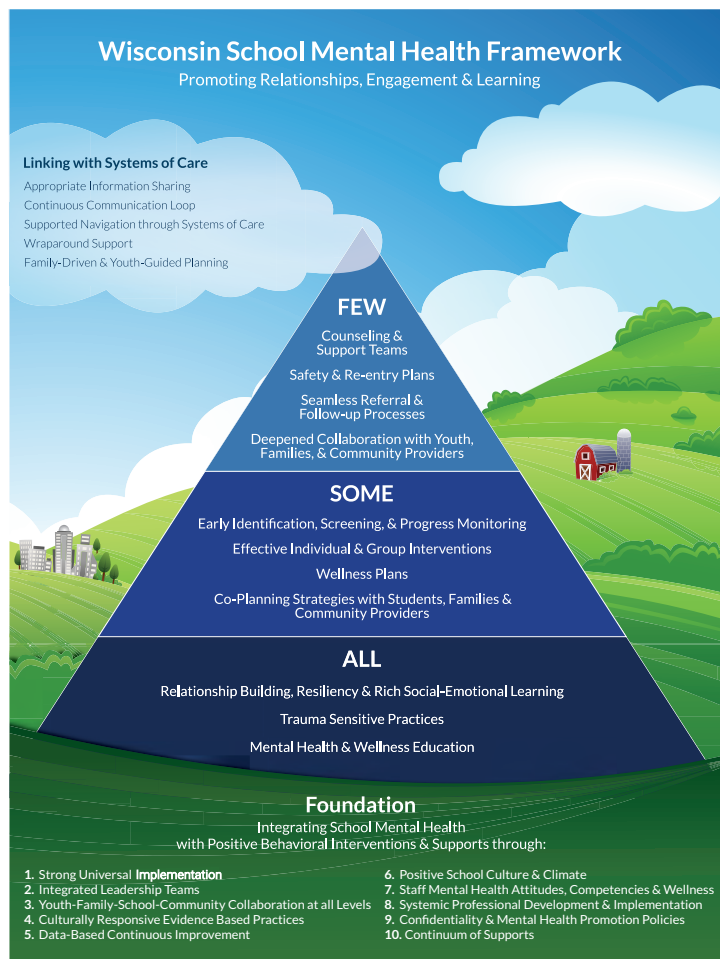 Wisconsin School Mental Health Framework
Promoting Relationships, Engagement & Learning
Linking with Systems of Care
Appropriate Information Sharing
Continuous Communication Loop
Supported Navigation through Systems of Care
Wraparound Support
Family-Driven & Youth-Guided Planning
FEW
Counseling &
Support Teams
Safety & Re-entry Plans
Seamless Referral &
Follow-up Processes
Deepened Collaboration with Youth,
Families, & Community Providers
SOME
Early Identification, Screening, & Progress Monitoring
Effective Individual & Group Interventions
Wellness Plans
Co-Planning Strategies with Students, Families &
Community Providers
ALL
Relationship Building, Resiliency & Rich Social-Emotional Learning
Trauma Sensitive Practices
Mental Health & Wellness Education
Foundation
Integrating School Mental Health
with Positive Behavioral Interventions & Supports through:
1. Strong Universal Implementation
2. Integrated Leadership Teams
3. Youth-Family-School-Community Collaboration at all Levels
4. Culturally Responsive Evidence Based Practices
5. Data-Based Continuous Improvement
6. Positive School Culture & Climate
7. Staff Mental Health Attitudes, Competencies & Wellness
8. Systemic Professional Development & Implementation
9. Confidentiality & Mental Health Promotion Policies
10. Continuum of Supports